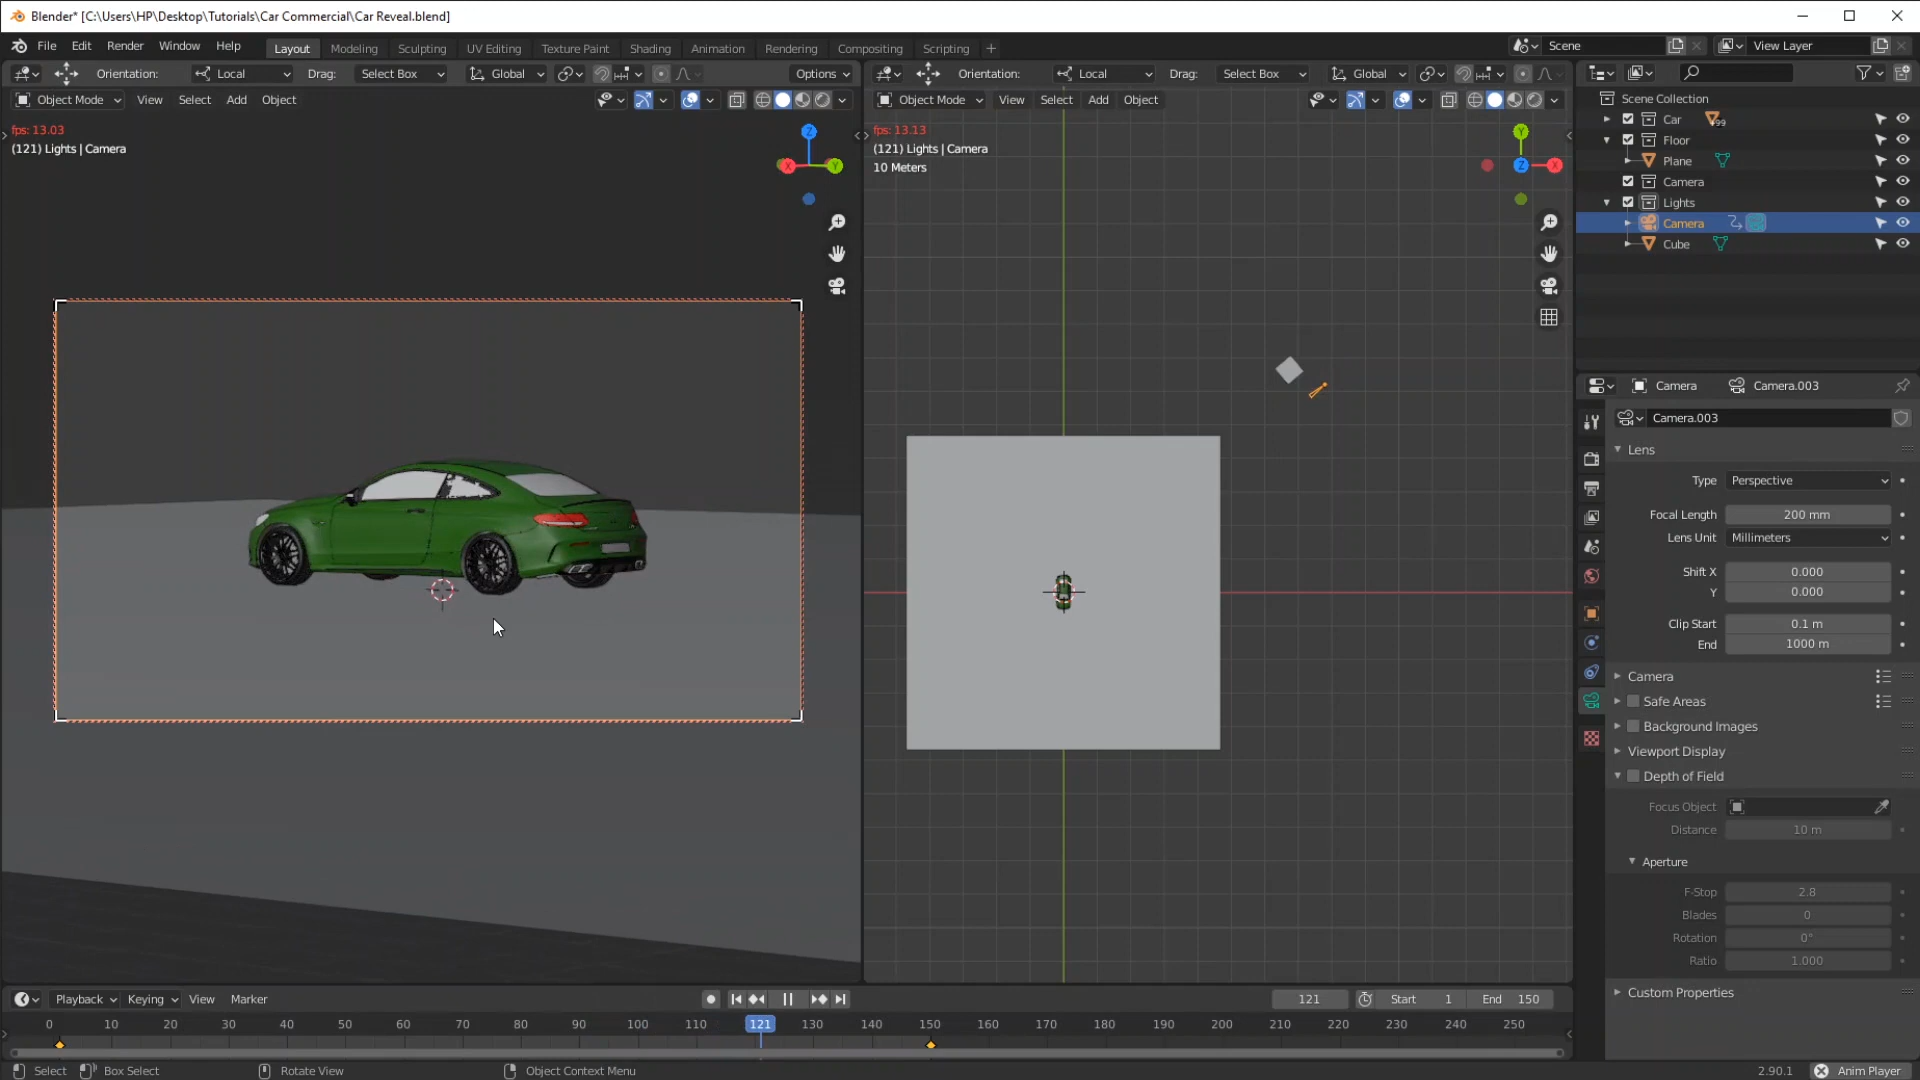 Blender* [C:\Users\HP\Desktop\Tutorials\Car Commercial\Car Reveal.blend]
File Edit Render Window Help Layout Modeling Sculpting UV Editing Texture Paint Shading Animation Rendering Compositing Scripting + Scene View Layer
Orientation: Local Drag: Select Box Global Options
Orientation: Local Drag: Select Box Global
Object Mode View Select Add Object
Object Mode View Select Add Object
fps: 13.03
(121) Lights | Camera
fps: 13.13
(121) Lights | Camera
10 Meters
Z
X
Y
Y
Z
X
Scene Collection
Car 99
Floor
Plane
Camera
Lights
Camera
Cube
Camera Camera.003
Camera.003
Lens
Type Perspective
Focal Length 200 mm
Lens Unit Millimeters
Shift X 0.000
Y 0.000
Clip Start 0.1 m
End 1000 m
Camera
Safe Areas
Background Images
Viewport Display
Depth of Field
Focus Object
Distance 10 m
Aperture
F-Stop 2.8
Blades 0
Rotation 0°
Ratio 1.000
Custom Properties
Playback Keying View Marker 121 Start 1 End 150
0 10 20 30 40 50 60 70 80 90 100 110 121 130 140 150 160 170 180 190 200 210 220 230 240 250
Select Box Select Rotate View Object Context Menu 2.90.1 Anim Player